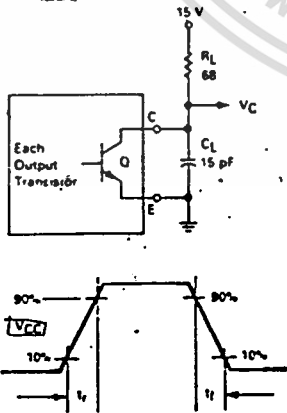 15 V
RL
68
VC
C
CL
15 pF
Each
Output
Transistor
Q
E
90%
90%
VCC
10%
10%
tr
tf